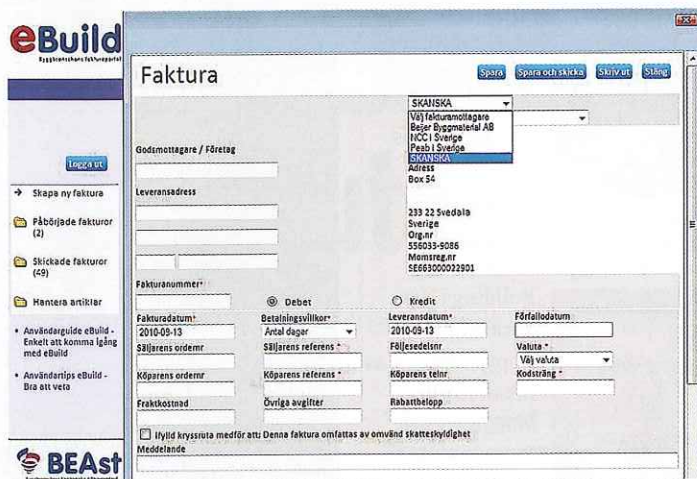 eBuild
Byggbranschens fakturaportal
Logga ut
Skapa ny faktura
Påbörjade fakturor
(2)
Skickade fakturor
(49)
Hantera artiklar
Användarguide eBuild -
Enkelt att komma igång
med eBuild
Användartips eBuild -
Bra att veta
BEAst
Faktura
Spara Spara och skicka Skriv ut Stäng
SKANSKA
Välj fakturamottagare
Beijer Byggmaterial AB
NCC i Sverige
Peab i Sverige
SKANSKA
Godsmottagare / Företag
Adress
Box 54
Leveransadress
233 22 Svedala
Sverige
Org.nr
556033-9086
Momsreg.nr
SE663000022901
Fakturanummer*
Debet Kredit
Fakturadatum* Betalningsvillkor* Leveransdatum* Förfallodatum
2010-09-13 Antal dagar 2010-09-13
Säljarens ordernr Säljarens referens * Följesedelsnr Valuta *
Välj valuta
Köparens ordernr Köparens referens * Köparens telnr Kodsträng *
Fraktkostnad Övriga avgifter Rabattbelopp
Ifylld kryssruta medför att: Denna faktura omfattas av omvänd skatteskyldighet
Meddelande